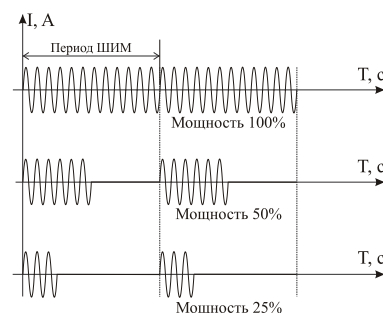 I, А
Период ШИМ
T, с
Мощность 100%
T, с
Мощность 50%
T, с
Мощность 25%